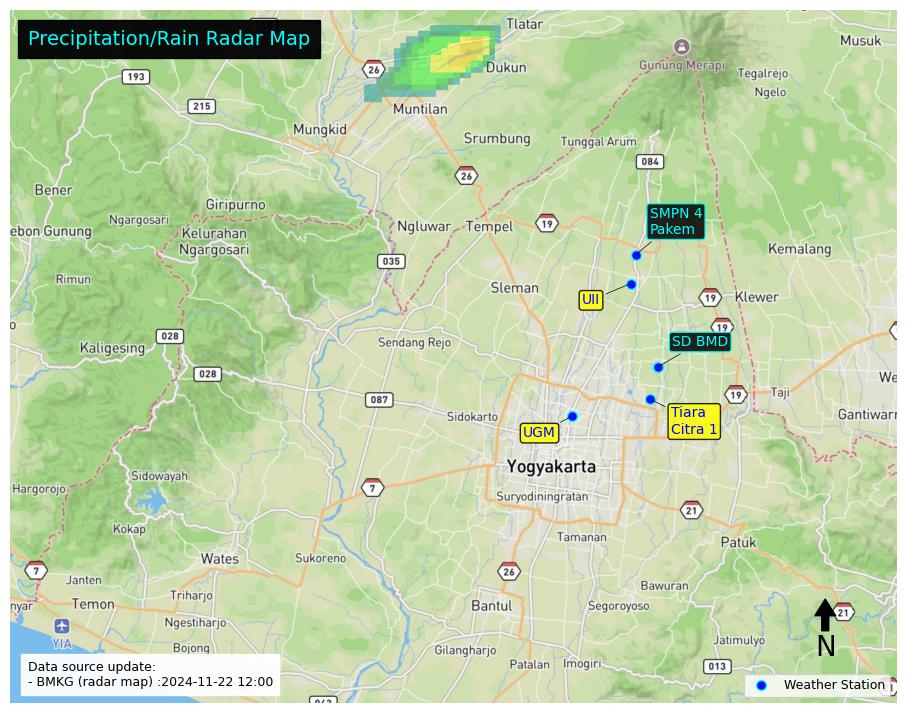 Precipitation/Rain Radar Map
Tlatar
Musuk
26
Dukun
Gunung Merapi
Tegalrejo
193
Ngelo
215
Muntilan
Mungkid
Srumbung
Tunggal Arum
084
26
Bener
Giripurno
SMPN 4
Pakem
Ngargosari
Ngluwar
Tempel
19
ebon Gunung
Kelurahan
Ngargosari
Kemalang
035
Rimun
Sleman
UII
19
Klewer
19
028
Sendang Rejo
SD BMD
Kaligesing
028
We
087
19
Taji
Sidokarto
Tiara
Citra 1
Gantiwarn
UGM
Yogyakarta
Sidowayah
Hargorojo
7
Suryodiningratan
21
Kokap
Tamanan
Patuk
Wates
Sukoreno
7
26
Janten
Bawuran
Triharjo
nyar
Temon
Bantul
Segoroyoso
21
Ngestiharjo
YIA
Jatimulyo
N
Bojong
Gilangharjo
Patalan
Imogiri
013
Data source update:
- BMKG (radar map) :2024-11-22 12:00
Weather Station